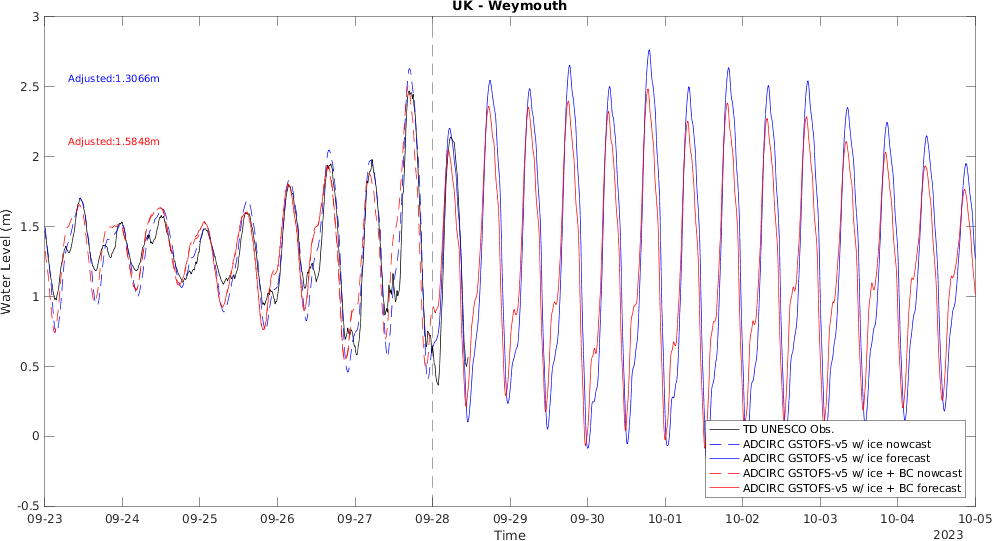 UK - Weymouth
3
2.5
2
1.5
1
0.5
0
-0.5
Water Level (m)
Adjusted:1.3066m
Adjusted:1.5848m
TD UNESCO Obs.
ADCIRC GSTOFS-v5 w/ ice nowcast
ADCIRC GSTOFS-v5 w/ ice forecast
ADCIRC GSTOFS-v5 w/ ice + BC nowcast
ADCIRC GSTOFS-v5 w/ ice + BC forecast
09-23 09-24 09-25 09-26 09-27 09-28 09-29 09-30 10-01 10-02 10-03 10-04 10-05
Time
2023